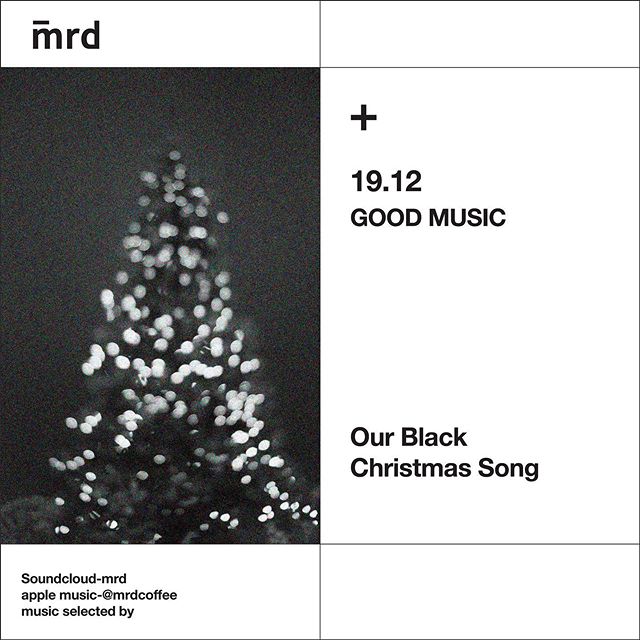 m̄rd
+
19.12
GOOD MUSIC
Our Black
Christmas Song
Soundcloud-mrd
apple music-@mrdcoffee
music selected by